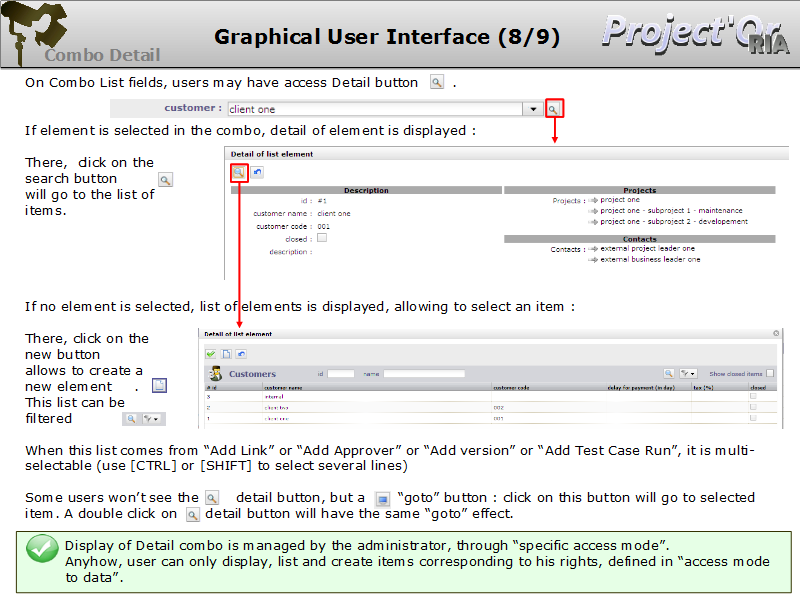 Combo Detail
Graphical User Interface (8/9)
Project'Or
RIA
On Combo List fields, users may have access Detail button .
customer : client one
If element is selected in the combo, detail of element is displayed :
There, click on the
search button
will go to the list of
items.
Detail of list element
Description
id : #1
customer name : client one
customer code : 001
closed :
description :
Projects
Projects : project one
project one - subproject 1 - maintenance
project one - subproject 2 - developement
Contacts
Contacts : external project leader one
external business leader one
If no element is selected, list of elements is displayed, allowing to select an item :
There, click on the
new button
allows to create a
new element .
This list can be
filtered
Detail of list element
Customers id name Show closed items
# id customer name customer code delay for payment (in day) tax (%) closed
3 internal
2 client two 002
1 client one 001
When this list comes from “Add Link” or “Add Approver” or “Add version” or “Add Test Case Run”, it is multi-
selectable (use [CTRL] or [SHIFT] to select several lines)
Some users won’t see the detail button, but a “goto” button : click on this button will go to selected
item. A double click on detail button will have the same “goto” effect.
Display of Detail combo is managed by the administrator, through “specific access mode”.
Anyhow, user can only display, list and create items corresponding to his rights, defined in “access mode
to data”.